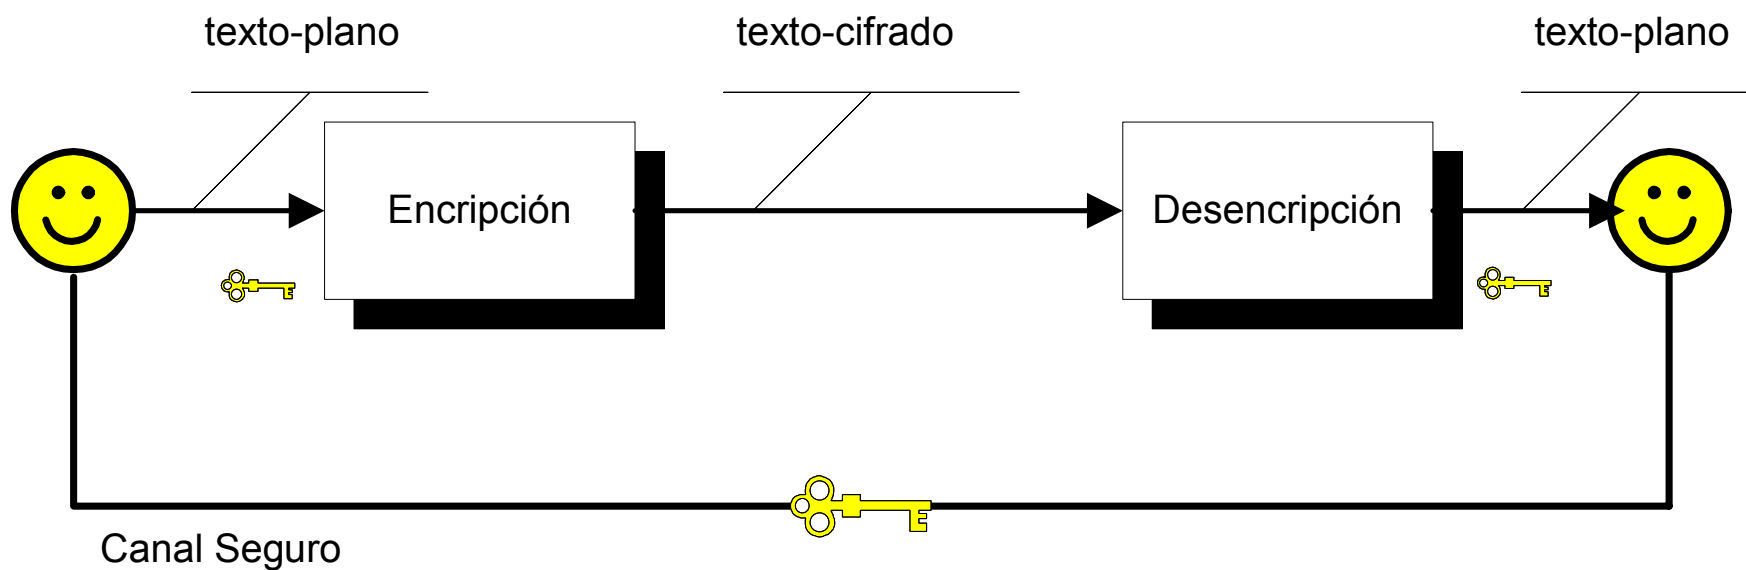 texto-plano
texto-cifrado
texto-plano
Encripción
Desencripción
Canal Seguro